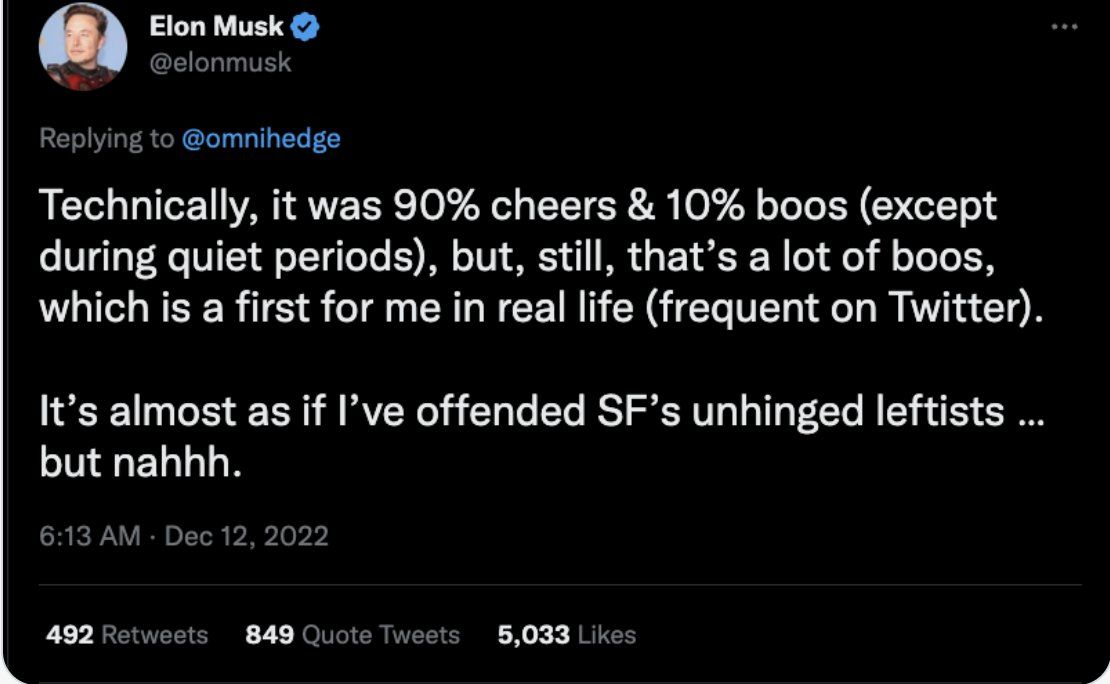 Elon Musk
@elonmusk
Replying to @omnihedge
Technically, it was 90% cheers & 10% boos (except
during quiet periods), but, still, that’s a lot of boos,
which is a first for me in real life (frequent on Twitter).
It’s almost as if I’ve offended SF’s unhinged leftists ...
but nahhh.
6:13 AM · Dec 12, 2022
492 Retweets 849 Quote Tweets 5,033 Likes